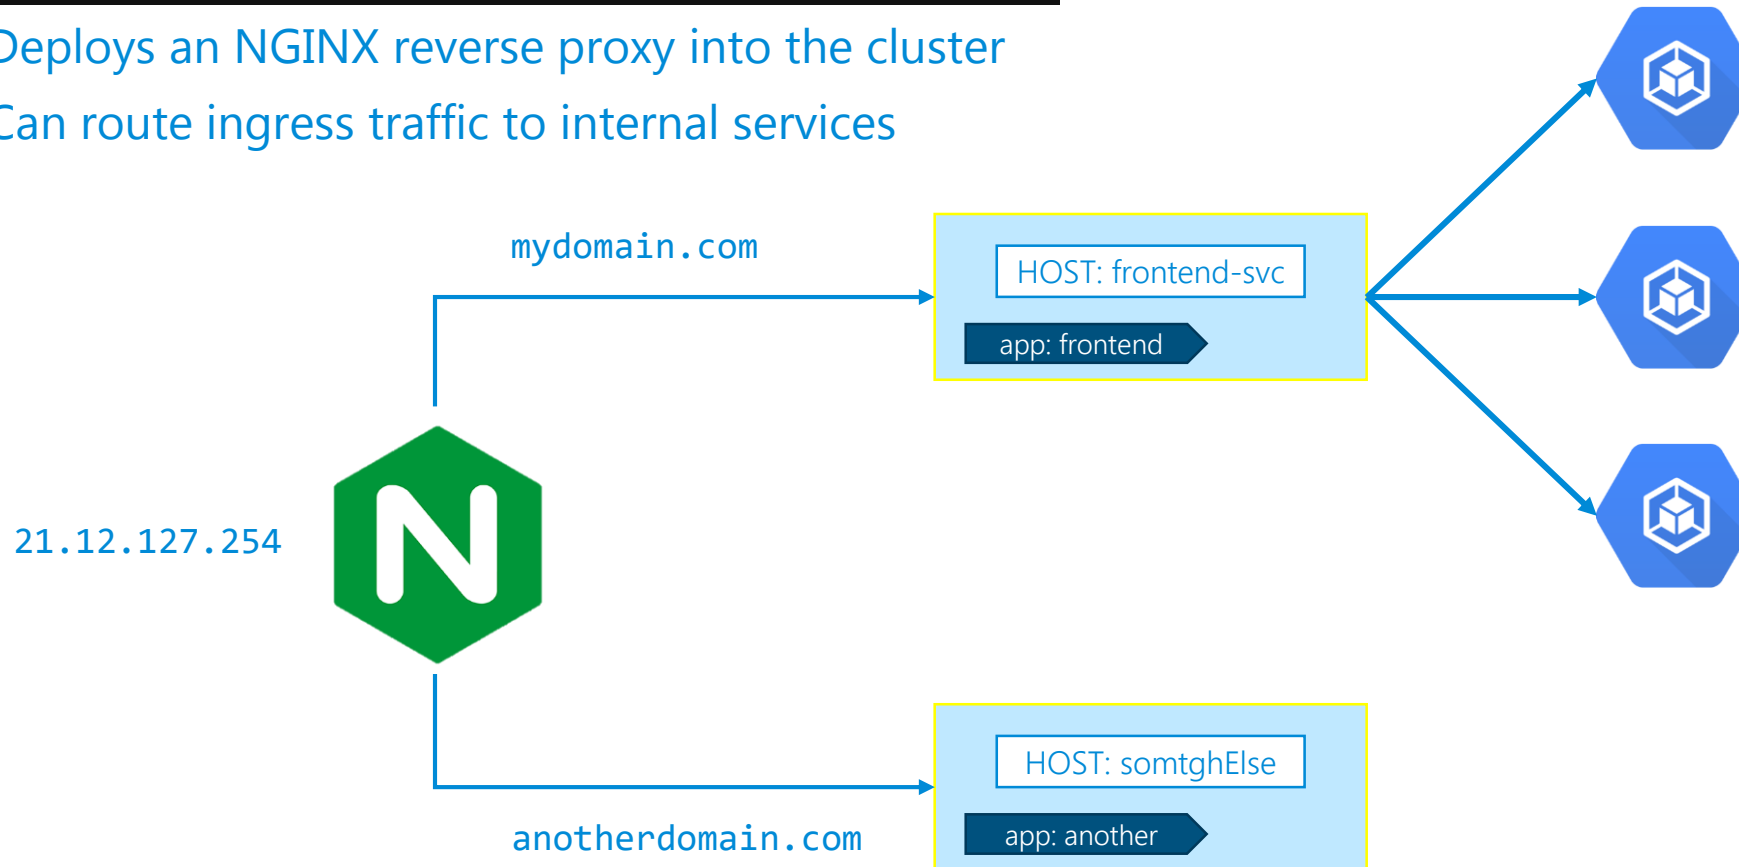 Deploys an NGINX reverse proxy into the cluster
Can route ingress traffic to internal services
mydomain.com
HOST: frontend-svc
app: frontend
N
21.12.127.254
HOST: somtghElse
app: another
anotherdomain.com